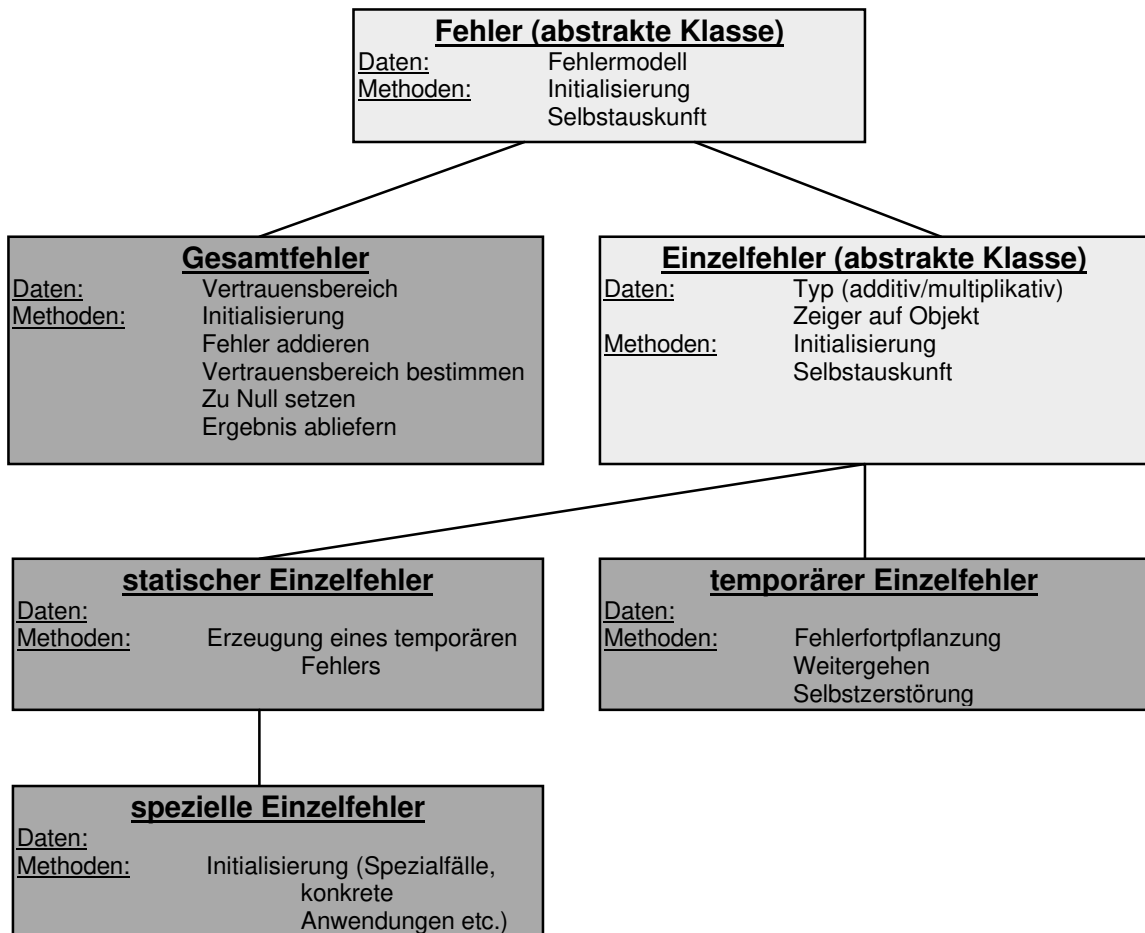 Fehler (abstrakte Klasse)
Daten: Fehlermodell
Methoden: Initialisierung
Selbstauskunft
Gesamtfehler
Daten: Vertrauensbereich
Methoden: Initialisierung
Fehler addieren
Vertrauensbereich bestimmen
Zu Null setzen
Ergebnis abliefern
Einzelfehler (abstrakte Klasse)
Daten: Typ (additiv/multiplikativ)
Zeiger auf Objekt
Methoden: Initialisierung
Selbstauskunft
statischer Einzelfehler
Daten:
Methoden: Erzeugung eines temporären
Fehlers
temporärer Einzelfehler
Daten:
Methoden: Fehlerfortpflanzung
Weitergehen
Selbstzerstörung
spezielle Einzelfehler
Daten:
Methoden: Initialisierung (Spezialfälle,
konkrete
Anwendungen etc.)